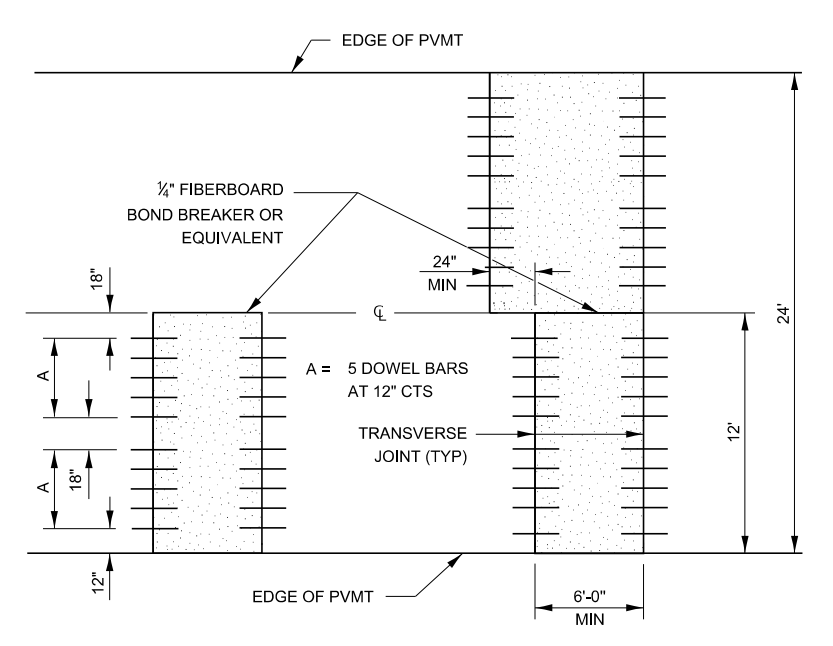 EDGE OF PVMT
¼" FIBERBOARD
BOND BREAKER OR
EQUIVALENT
24"
MIN
18"
℄
24'
A
A = 5 DOWEL BARS
AT 12" CTS
12'
TRANSVERSE
JOINT (TYP)
A
18"
12"
EDGE OF PVMT
6'-0"
MIN